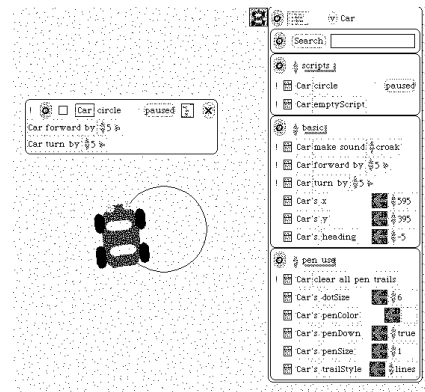 Car circle paused
Car forward by 5
Car turn by 5
Car
Search
scripts
! Car circle paused
! Car emptyScript
basic
! Car make sound croak
! Car forward by 5
! Car turn by 5
Car's x 595
Car's y 395
Car's heading -5
pen use
! Car clear all pen trails
Car's dotSize 6
Car's penColor
Car's penDown true
Car's penSize 1
Car's trailStyle lines